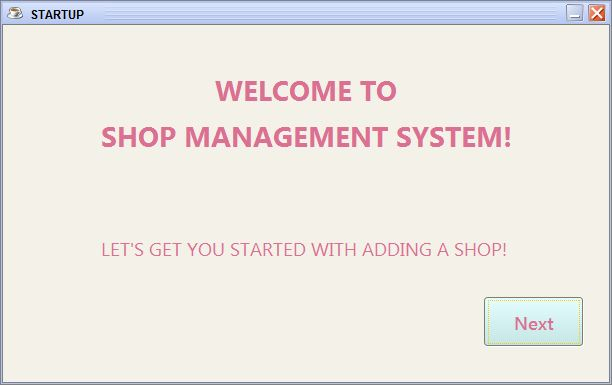 STARTUP
WELCOME TO
SHOP MANAGEMENT SYSTEM!
LET'S GET YOU STARTED WITH ADDING A SHOP!
Next